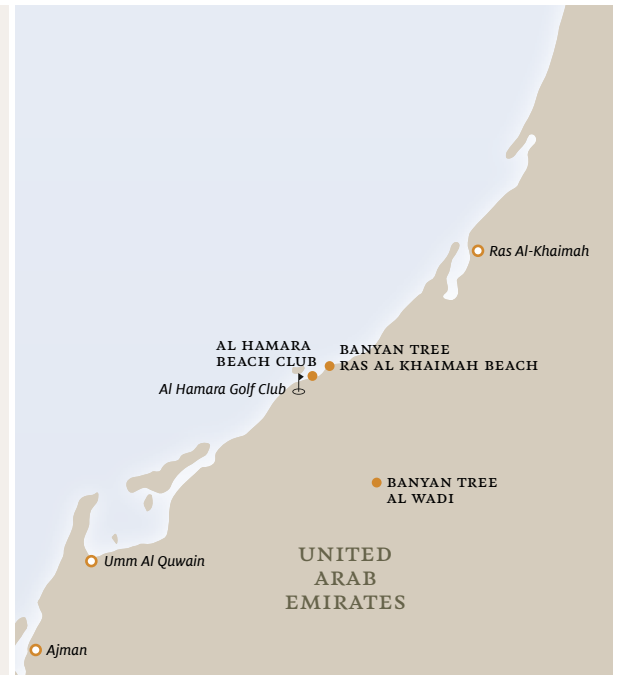 Ras Al-Khaimah
AL HAMARA
BEACH CLUB
BANYAN TREE
RAS AL KHAIMAH BEACH
Al Hamara Golf Club
BANYAN TREE
AL WADI
UNITED
ARAB
EMIRATES
Umm Al Quwain
Ajman